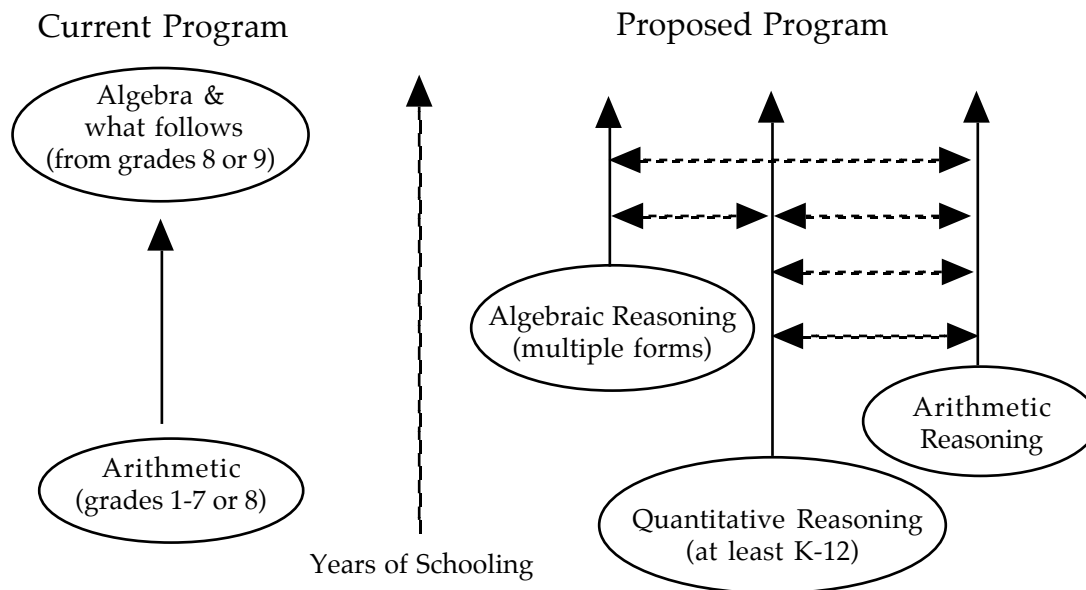 Current Program
Proposed Program
Algebra &
what follows
(from grades 8 or 9)
Algebraic Reasoning
(multiple forms)
Arithmetic
Reasoning
Arithmetic
(grades 1-7 or 8)
Quantitative Reasoning
(at least K-12)
Years of Schooling